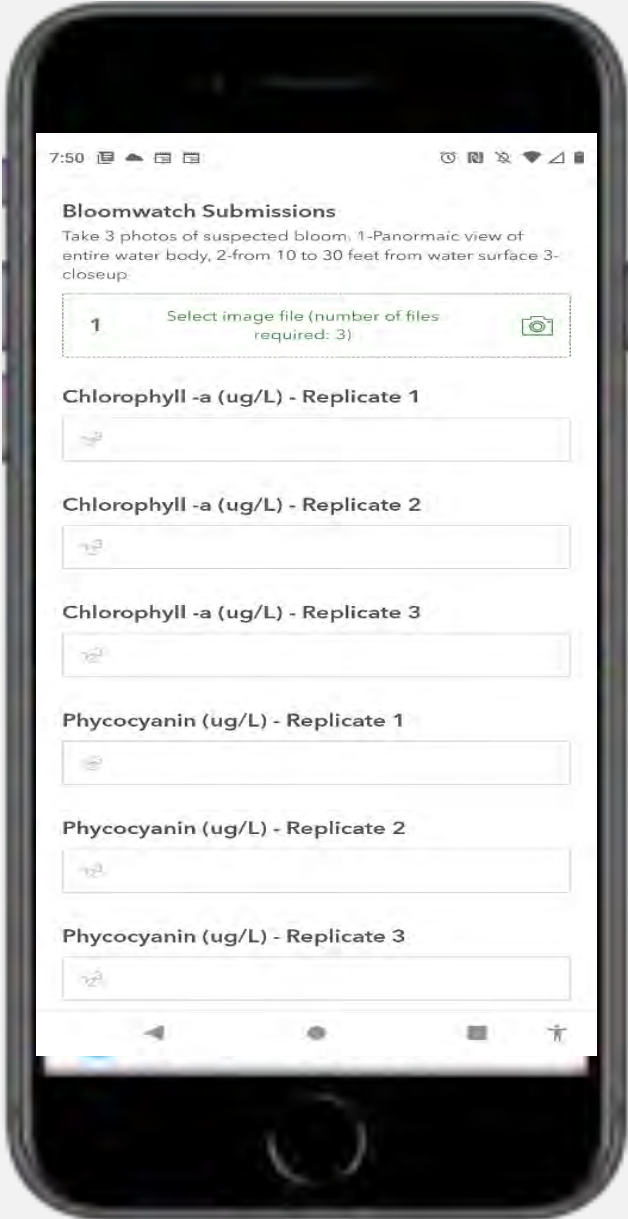 7:50
Bloomwatch Submissions
Take 3 photos of suspected bloom. 1-Panormaic view of
entire water body, 2-from 10 to 30 feet from water surface 3-
closeup
1
Select image file (number of files
required: 3)
Chlorophyll -a (ug/L) - Replicate 1
Chlorophyll -a (ug/L) - Replicate 2
Chlorophyll -a (ug/L) - Replicate 3
Phycocyanin (ug/L) - Replicate 1
Phycocyanin (ug/L) - Replicate 2
Phycocyanin (ug/L) - Replicate 3